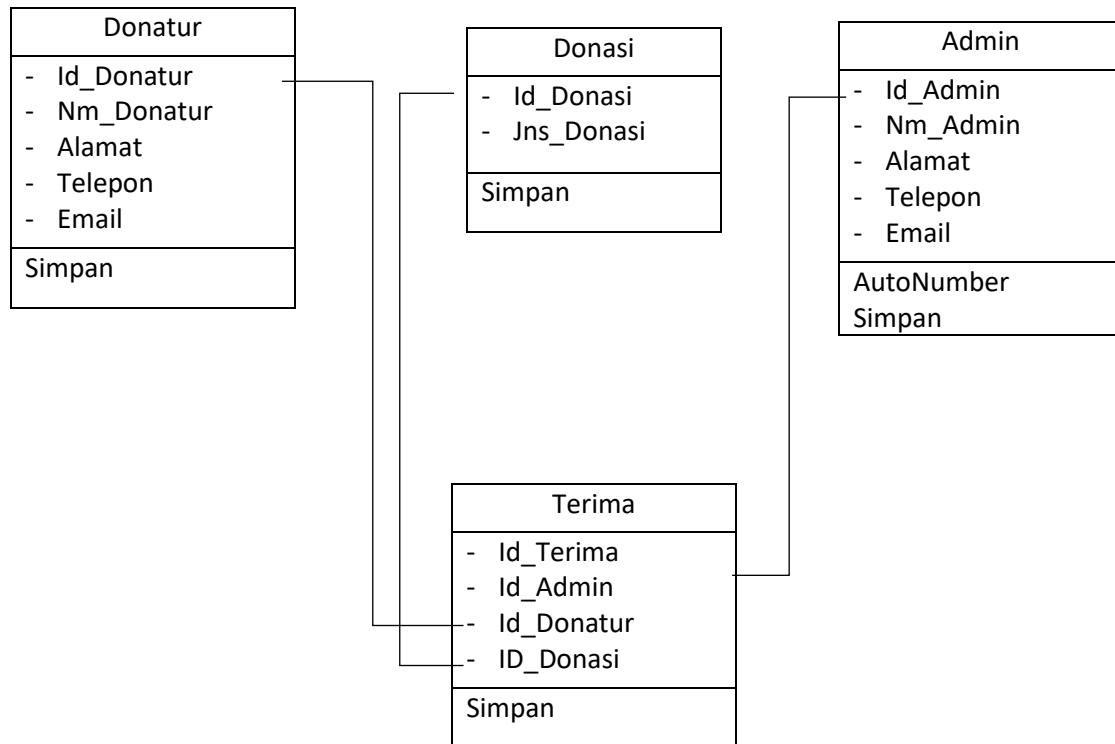 Donatur
- Id_Donatur
- Nm_Donatur
- Alamat
- Telepon
- Email
Simpan
Donasi
- Id_Donasi
- Jns_Donasi
Simpan
Admin
- Id_Admin
- Nm_Admin
- Alamat
- Telepon
- Email
AutoNumber
Simpan
Terima
- Id_Terima
- Id_Admin
- Id_Donatur
- ID_Donasi
Simpan